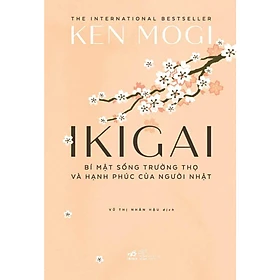 THE INTERNATIONAL BESTSELLER
KEN MOGI
IKIGAI
BÍ MẬT SỐNG TRƯỜNG THỌ
VÀ HẠNH PHÚC CỦA NGƯỜI NHẬT
VŨ THỊ NHÂN HẬU dịch